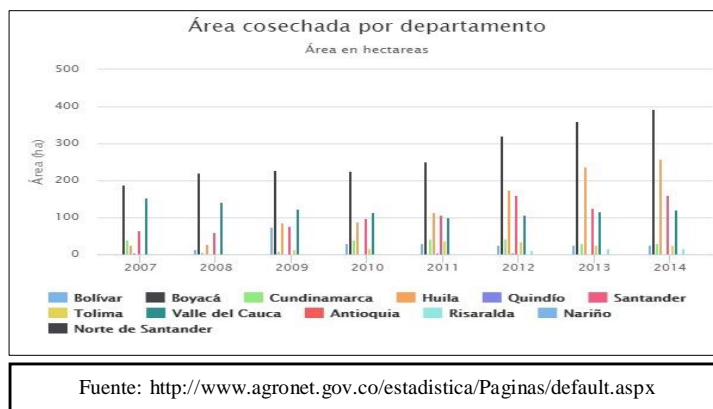 Área cosechada por departamento
Área en hectareas
Área (ha)
500
400
300
200
100
0
2007 2008 2009 2010 2011 2012 2013 2014
Bolívar Boyacá Cundinamarca Huila Quindío Santander
Tolima Valle del Cauca Antioquia Risaralda Nariño
Norte de Santander
Fuente: http://www.agronet.gov.co/estadistica/Paginas/default.aspx